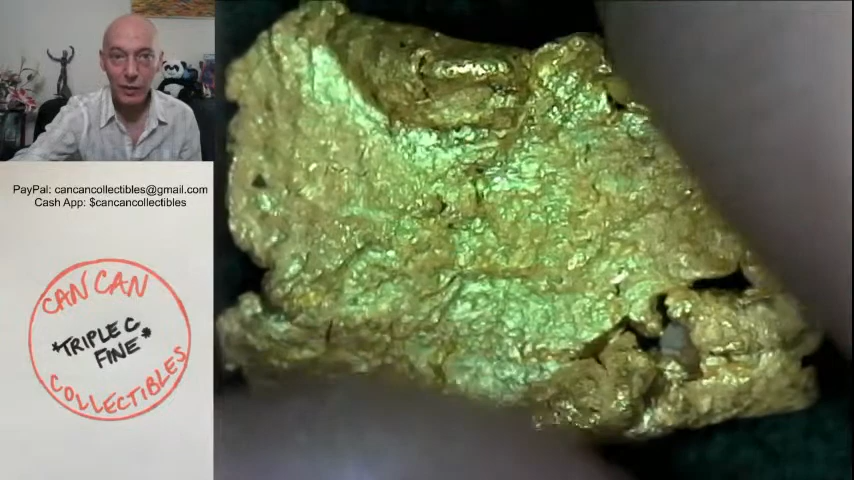 PayPal: cancancollectibles@gmail.com
Cash App: $cancancollectibles
CAN CAN
*TRIPLE C
FINE*
COLLECTIBLES